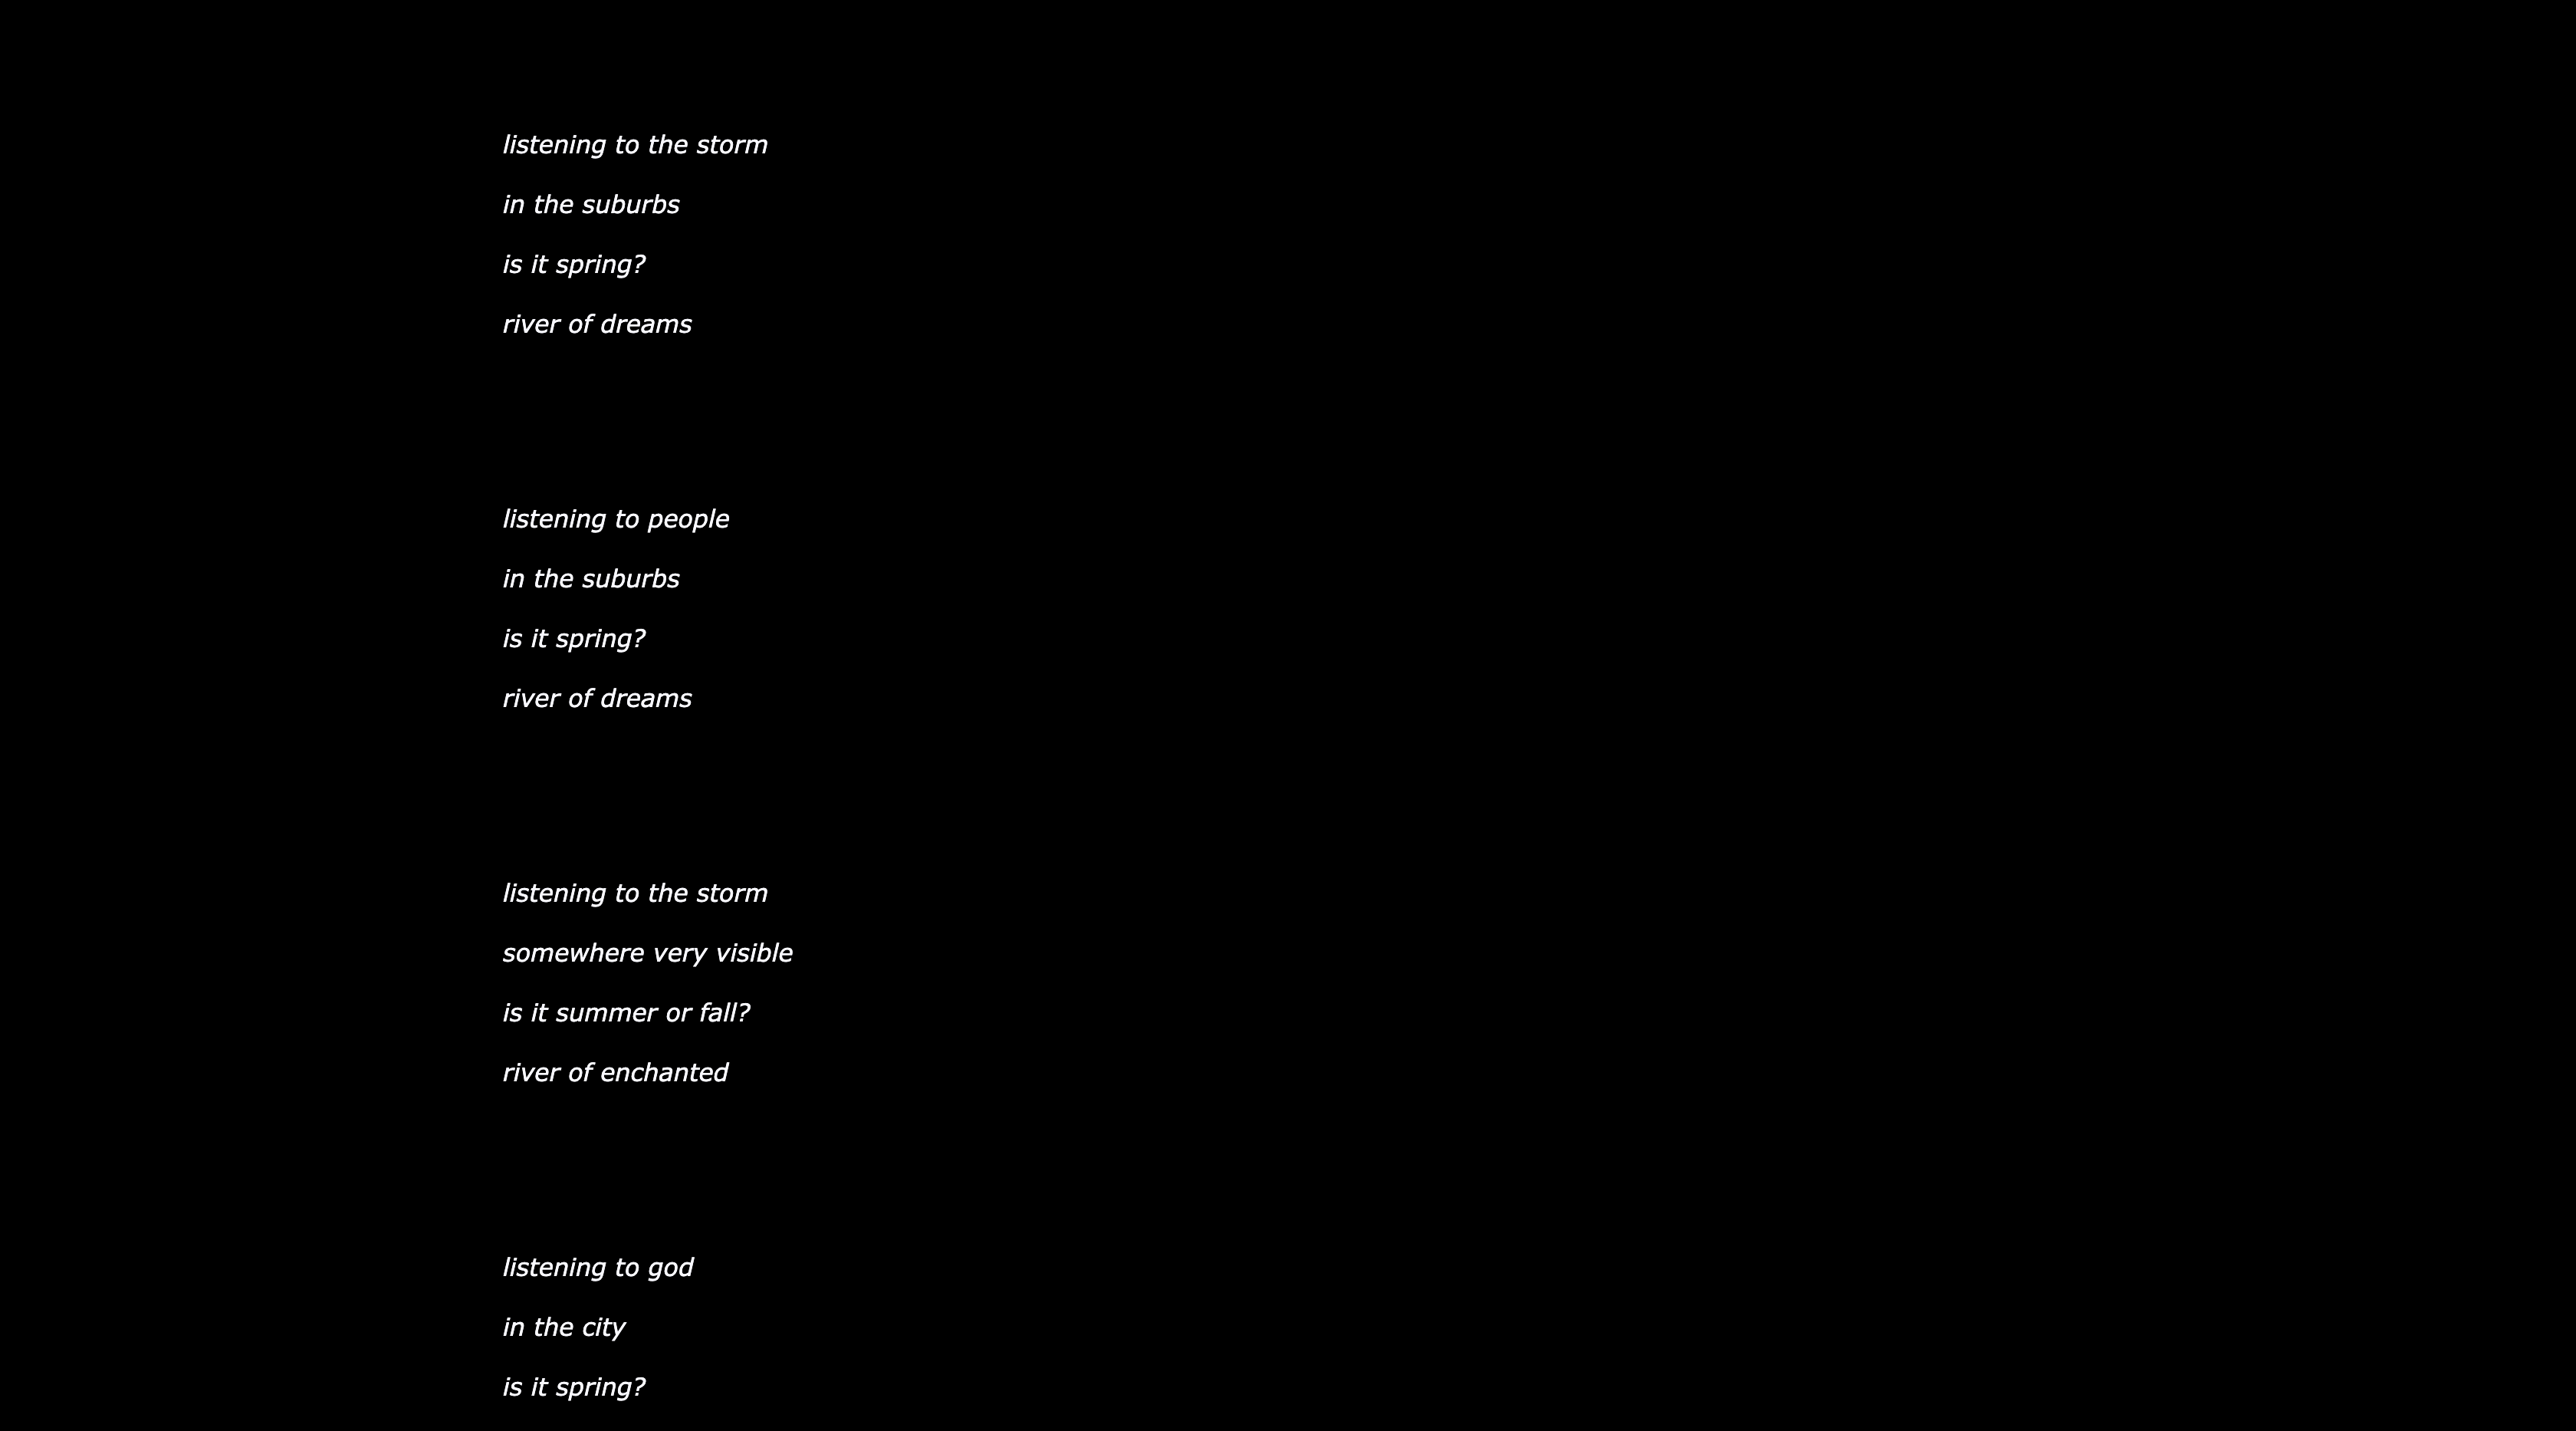 listening to the storm
in the suburbs
is it spring?
river of dreams
listening to people
in the suburbs
is it spring?
river of dreams
listening to the storm
somewhere very visible
is it summer or fall?
river of enchanted
listening to god
in the city
is it spring?